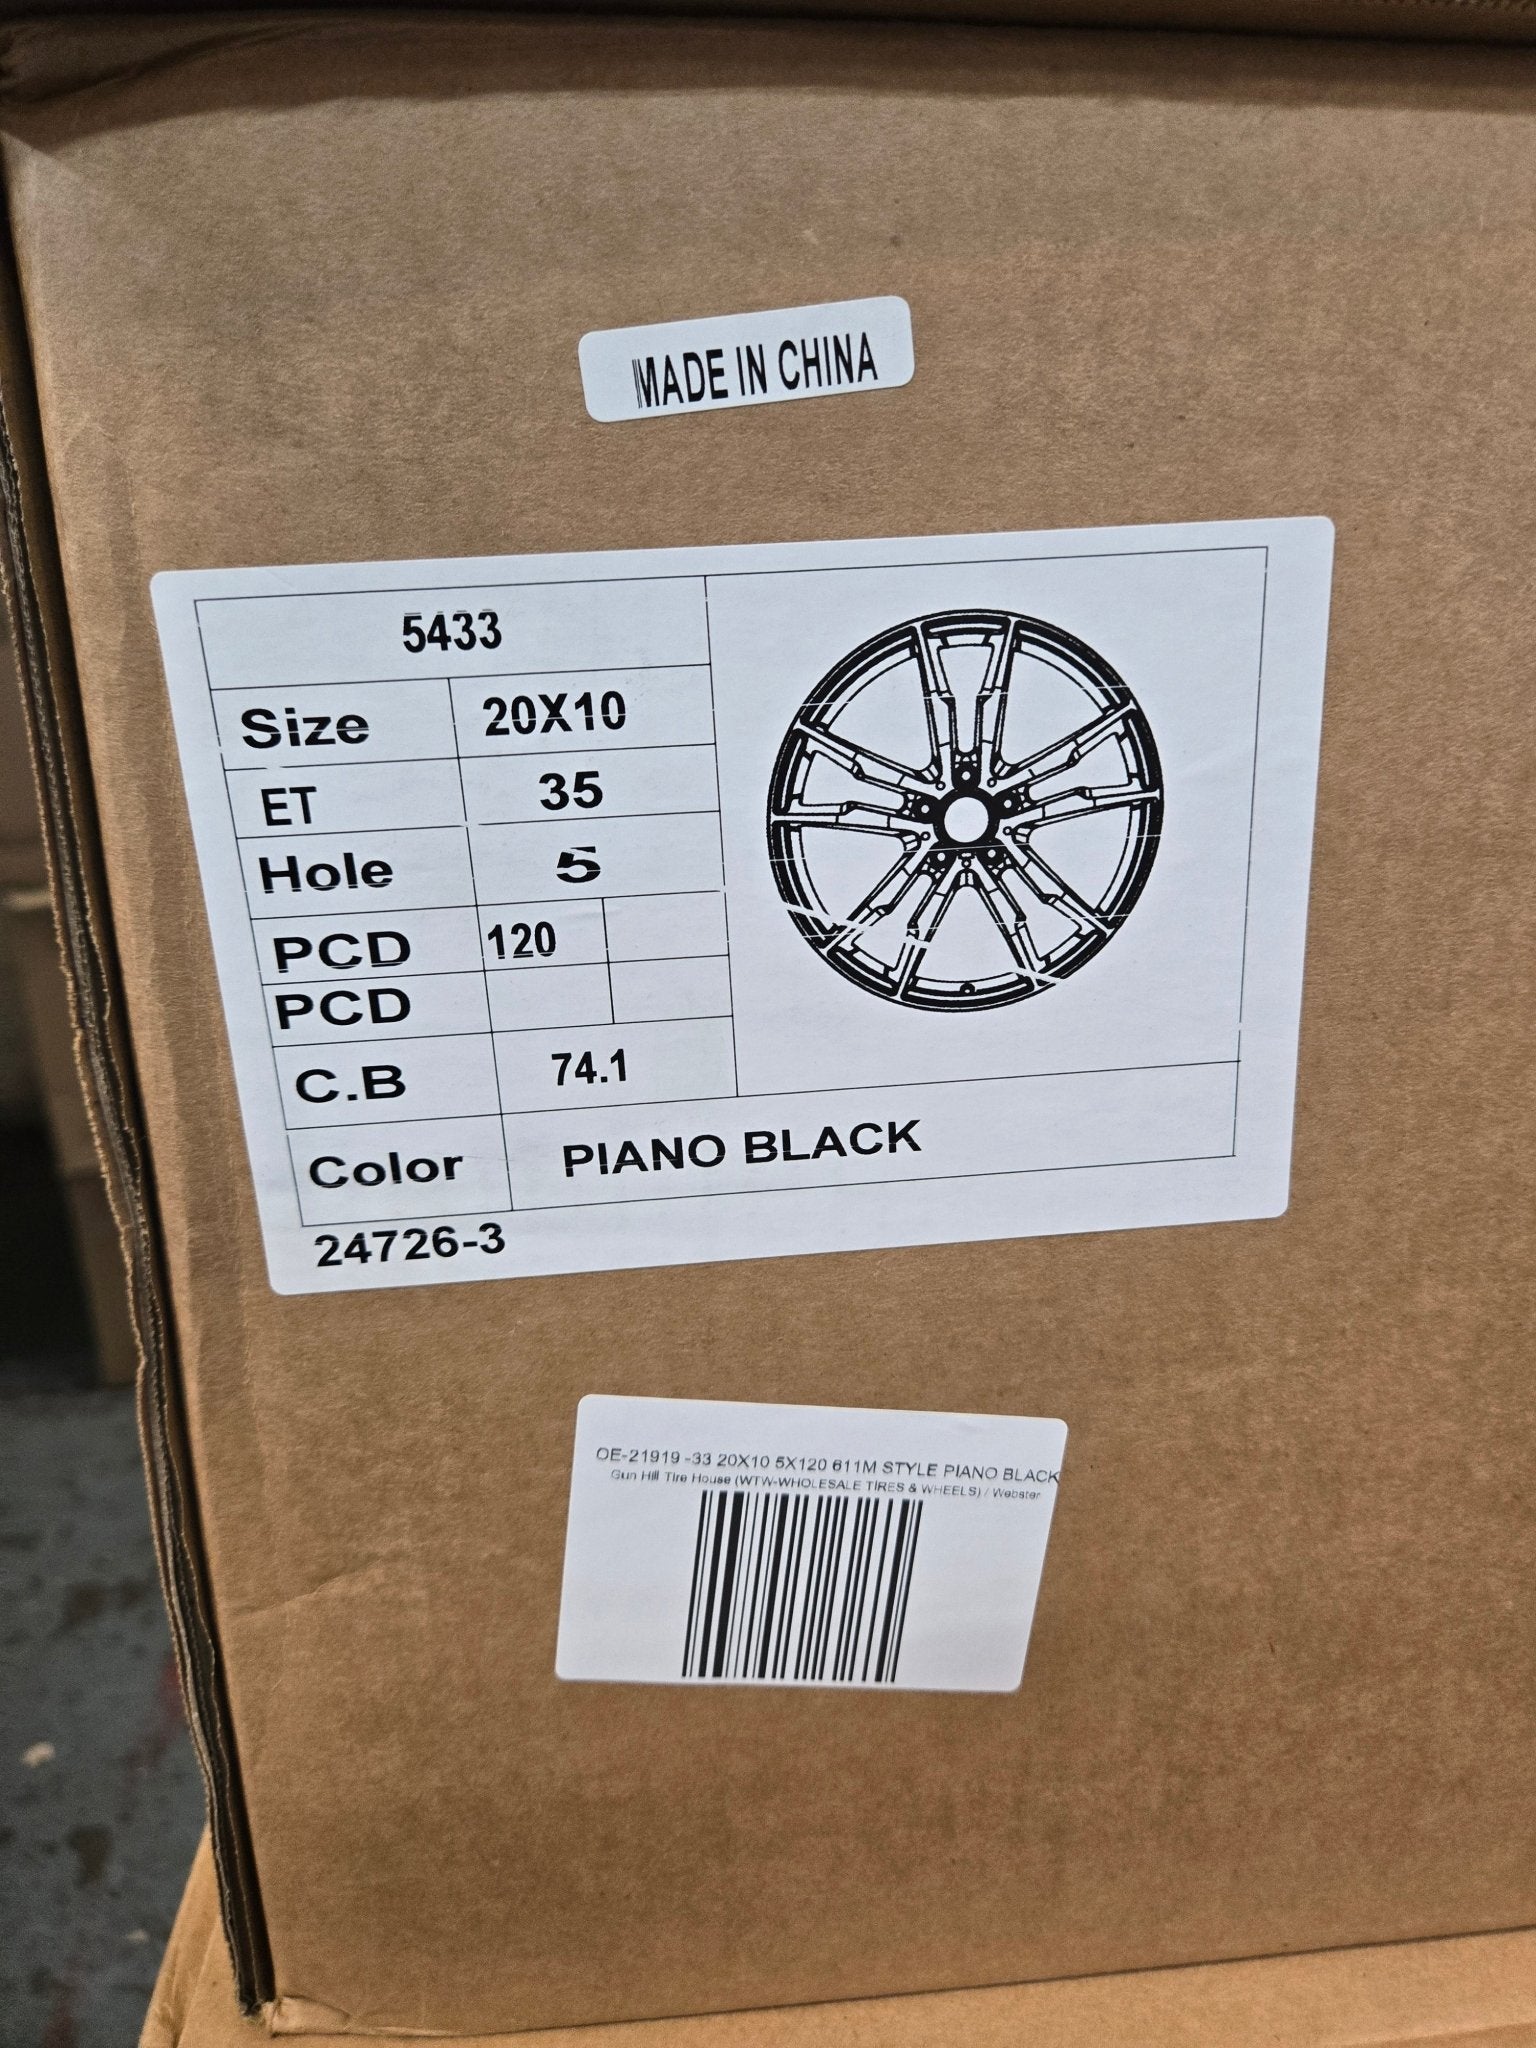 MADE IN CHINA
5433
Size 20X10
ET 35
Hole 5
PCD 120
PCD
C.B 74.1
Color PIANO BLACK
24726-3
OE-21919 -33 20X10 5X120 611M STYLE PIANO BLACK
Gun Hill Tire House (WTW-WHOLESALE TIRES & WHEELS) / Webster